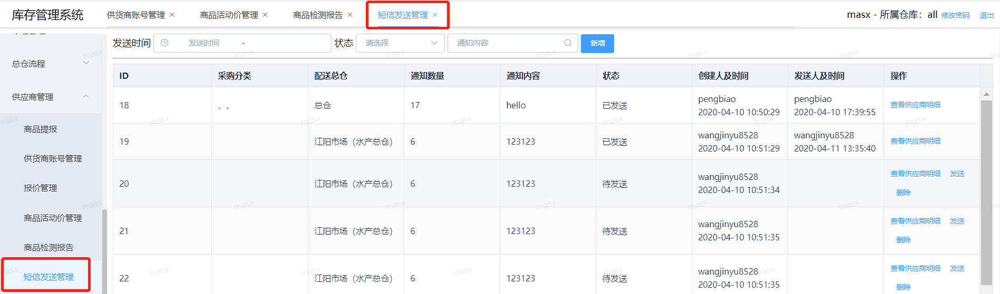 库存管理系统
供货商账号管理 ×
商品活动价管理 ×
商品检测报告 ×
短信发送管理 ×
masx - 所属仓库：all 修改密码 退出
总仓流程
供应商管理
商品提报
供货商账号管理
报价管理
商品活动价管理
商品检测报告
短信发送管理
发送时间 发送时间 - 状态 请选择 通知内容 新增
ID 采购分类 配送总仓 通知数量 通知内容 状态 创建人及时间 发送人及时间 操作
18 、、 总仓 17 hello 已发送 pengbiao pengbiao 查看供应商明细
2020-04-10 10:50:29 2020-04-10 17:39:55
19 江阳市场（水产总仓） 6 123123 已发送 wangjinyu8528 wangjinyu8528 查看供应商明细
2020-04-10 10:51:29 2020-04-11 13:35:40
20 江阳市场（水产总仓） 6 123123 待发送 wangjinyu8528 查看供应商明细 发送
2020-04-10 10:51:34 删除
21 江阳市场（水产总仓） 6 123123 待发送 wangjinyu8528 查看供应商明细 发送
2020-04-10 10:51:35 删除
22 江阳市场（水产总仓） 6 123123 待发送 wangjinyu8528 查看供应商明细 发送
2020-04-10 10:51:35 删除
masx